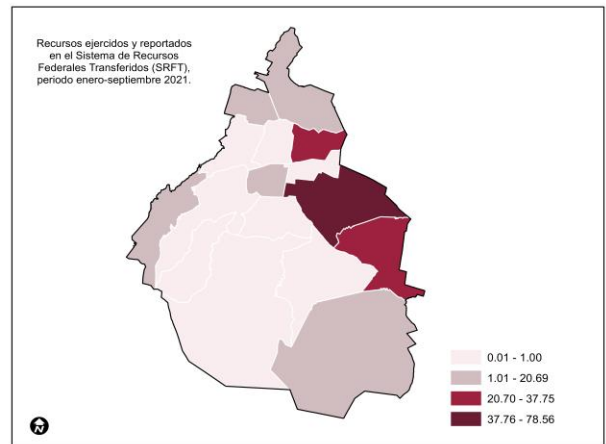 Recursos ejercidos y reportados
en el Sistema de Recursos
Federales Transferidos (SRFT),
periodo enero-septiembre 2021.
0.01 - 1.00
1.01 - 20.69
20.70 - 37.75
37.76 - 78.56
N